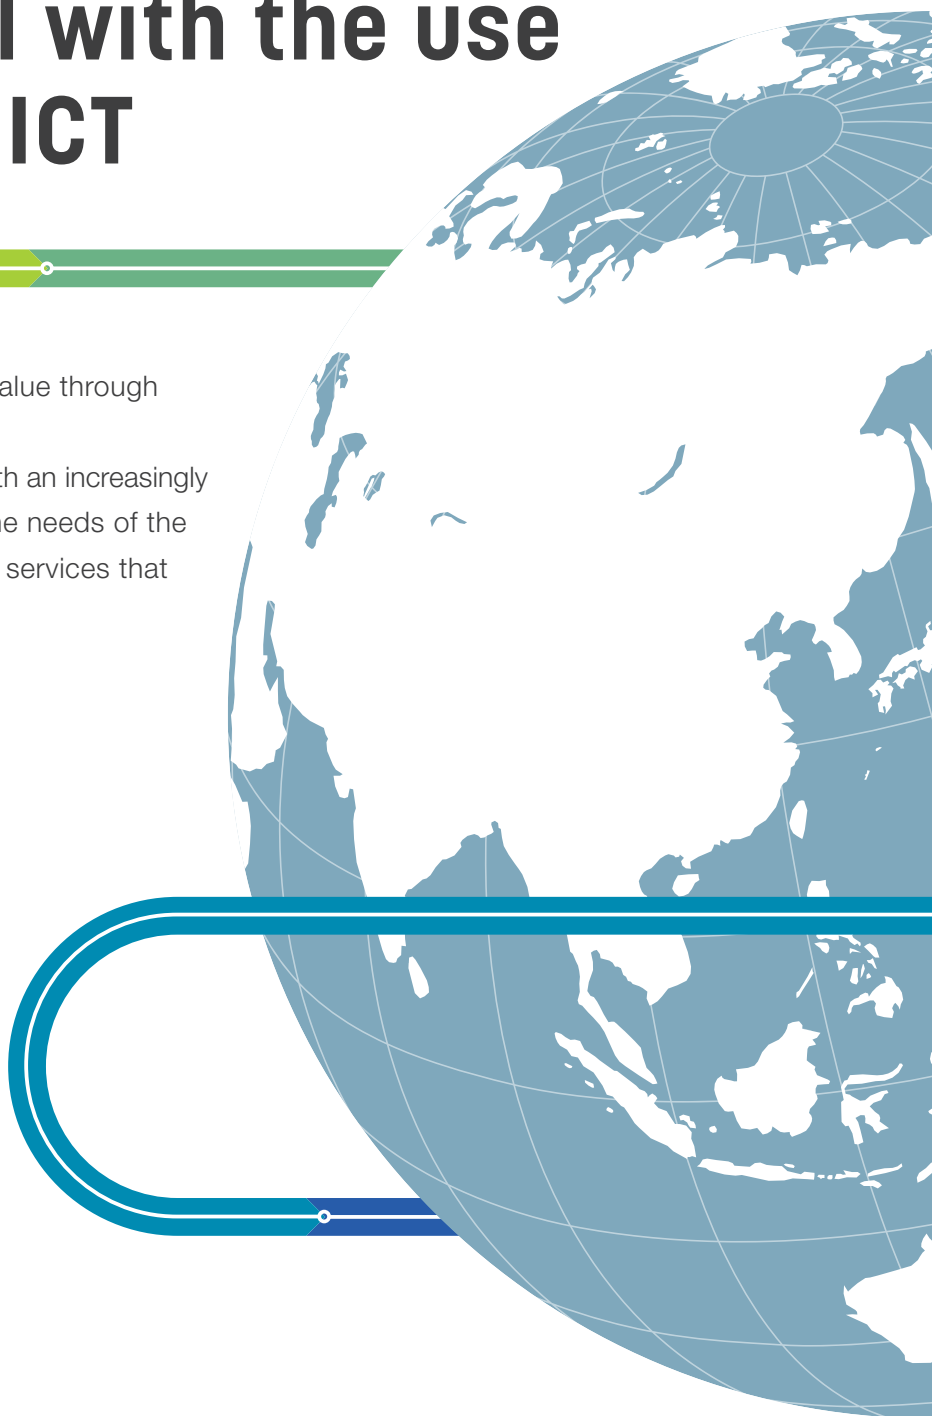 with the use
ICT
alue through
th an increasingly
ne needs of the
services that